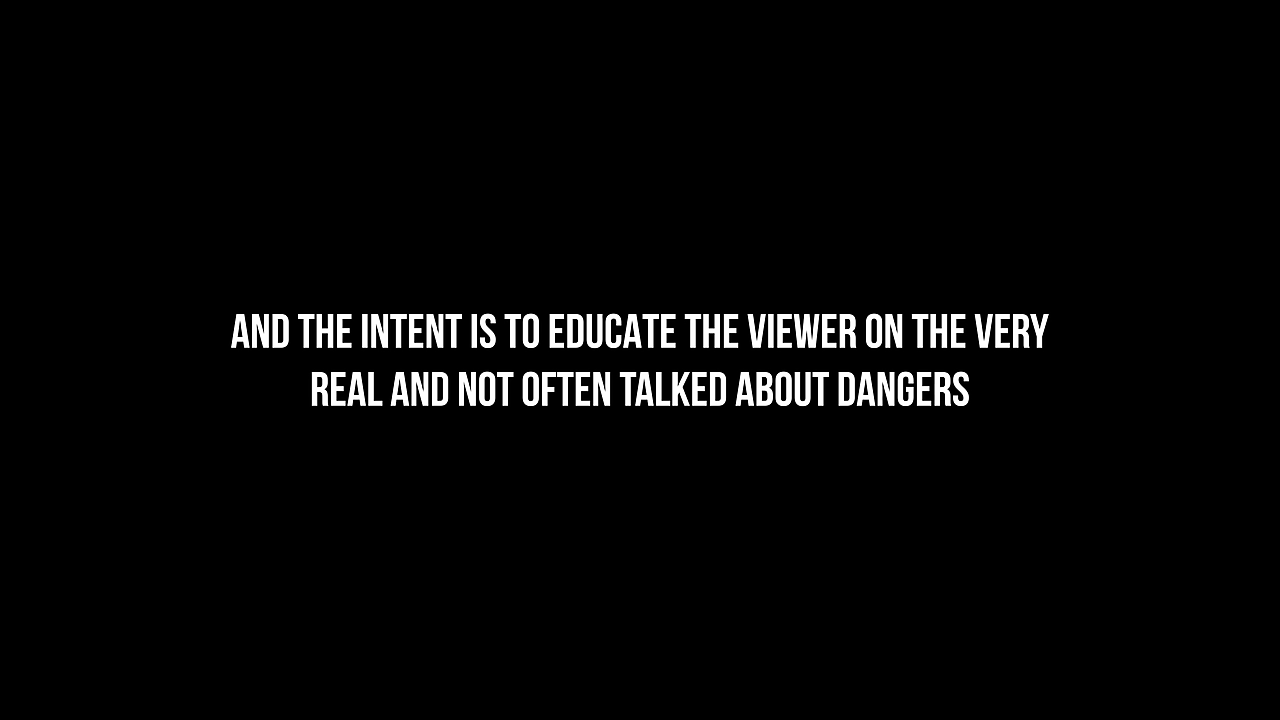 AND THE INTENT IS TO EDUCATE THE VIEWER ON THE VERY
REAL AND NOT OFTEN TALKED ABOUT DANGERS